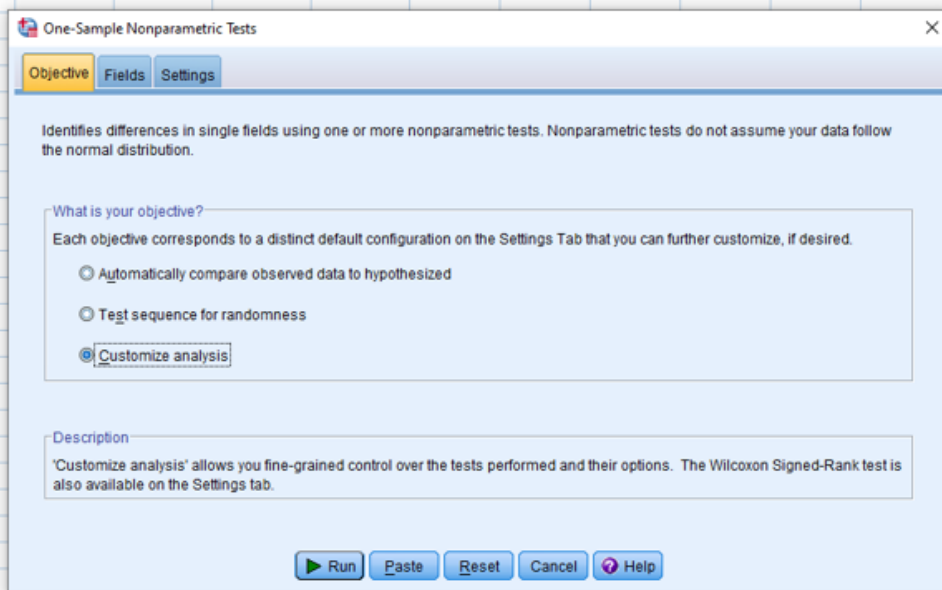 One-Sample Nonparametric Tests
Objective Fields Settings
Identifies differences in single fields using one or more nonparametric tests. Nonparametric tests do not assume your data follow
the normal distribution.
What is your objective?
Each objective corresponds to a distinct default configuration on the Settings Tab that you can further customize, if desired.
Automatically compare observed data to hypothesized
Test sequence for randomness
Customize analysis
Description
'Customize analysis' allows you fine-grained control over the tests performed and their options. The Wilcoxon Signed-Rank test is
also available on the Settings tab.
Run Paste Reset Cancel Help